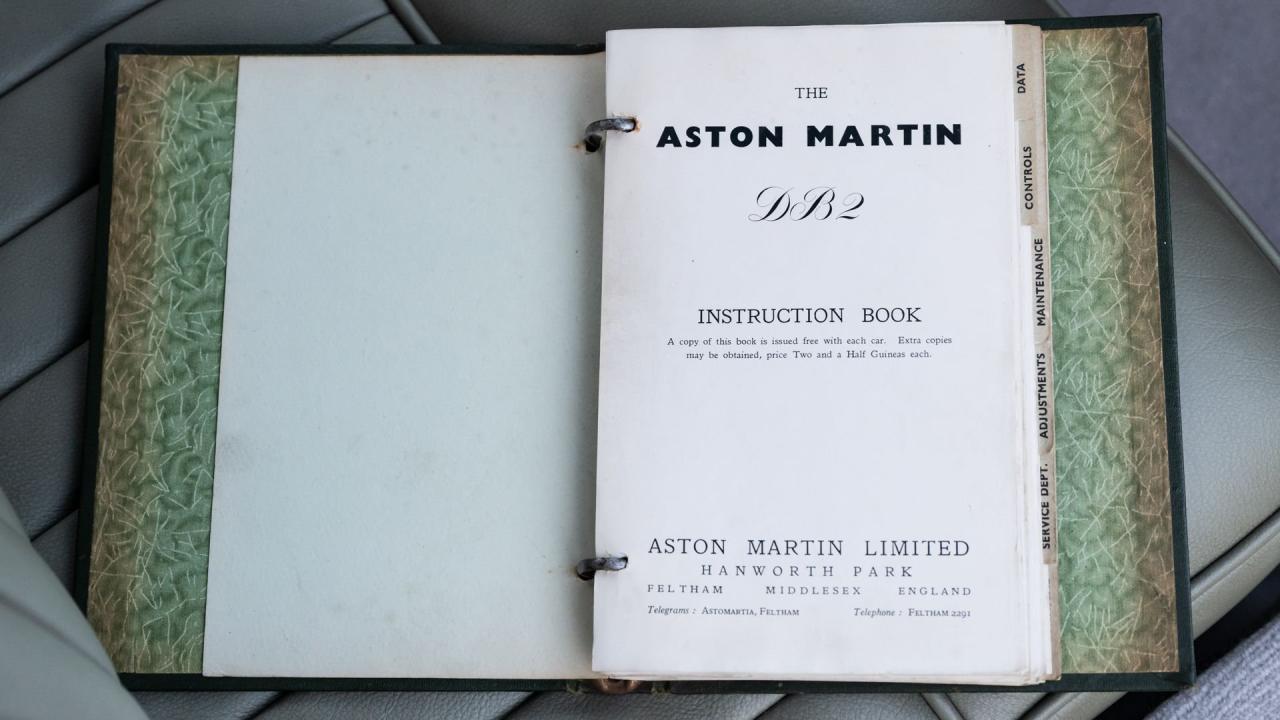 THE
ASTON MARTIN
DB2
INSTRUCTION BOOK
A copy of this book is issued free with each car. Extra copies
may be obtained, price Two and a Half Guineas each.
ASTON MARTIN LIMITED
HANWORTH PARK
FELTHAM MIDDLESEX ENGLAND
Telegrams : ASTOMARTIA, FELTHAM Telephone : FELTHAM 2291
DATA
CONTROLS
MAINTENANCE
ADJUSTMENTS
SERVICE DEPT.